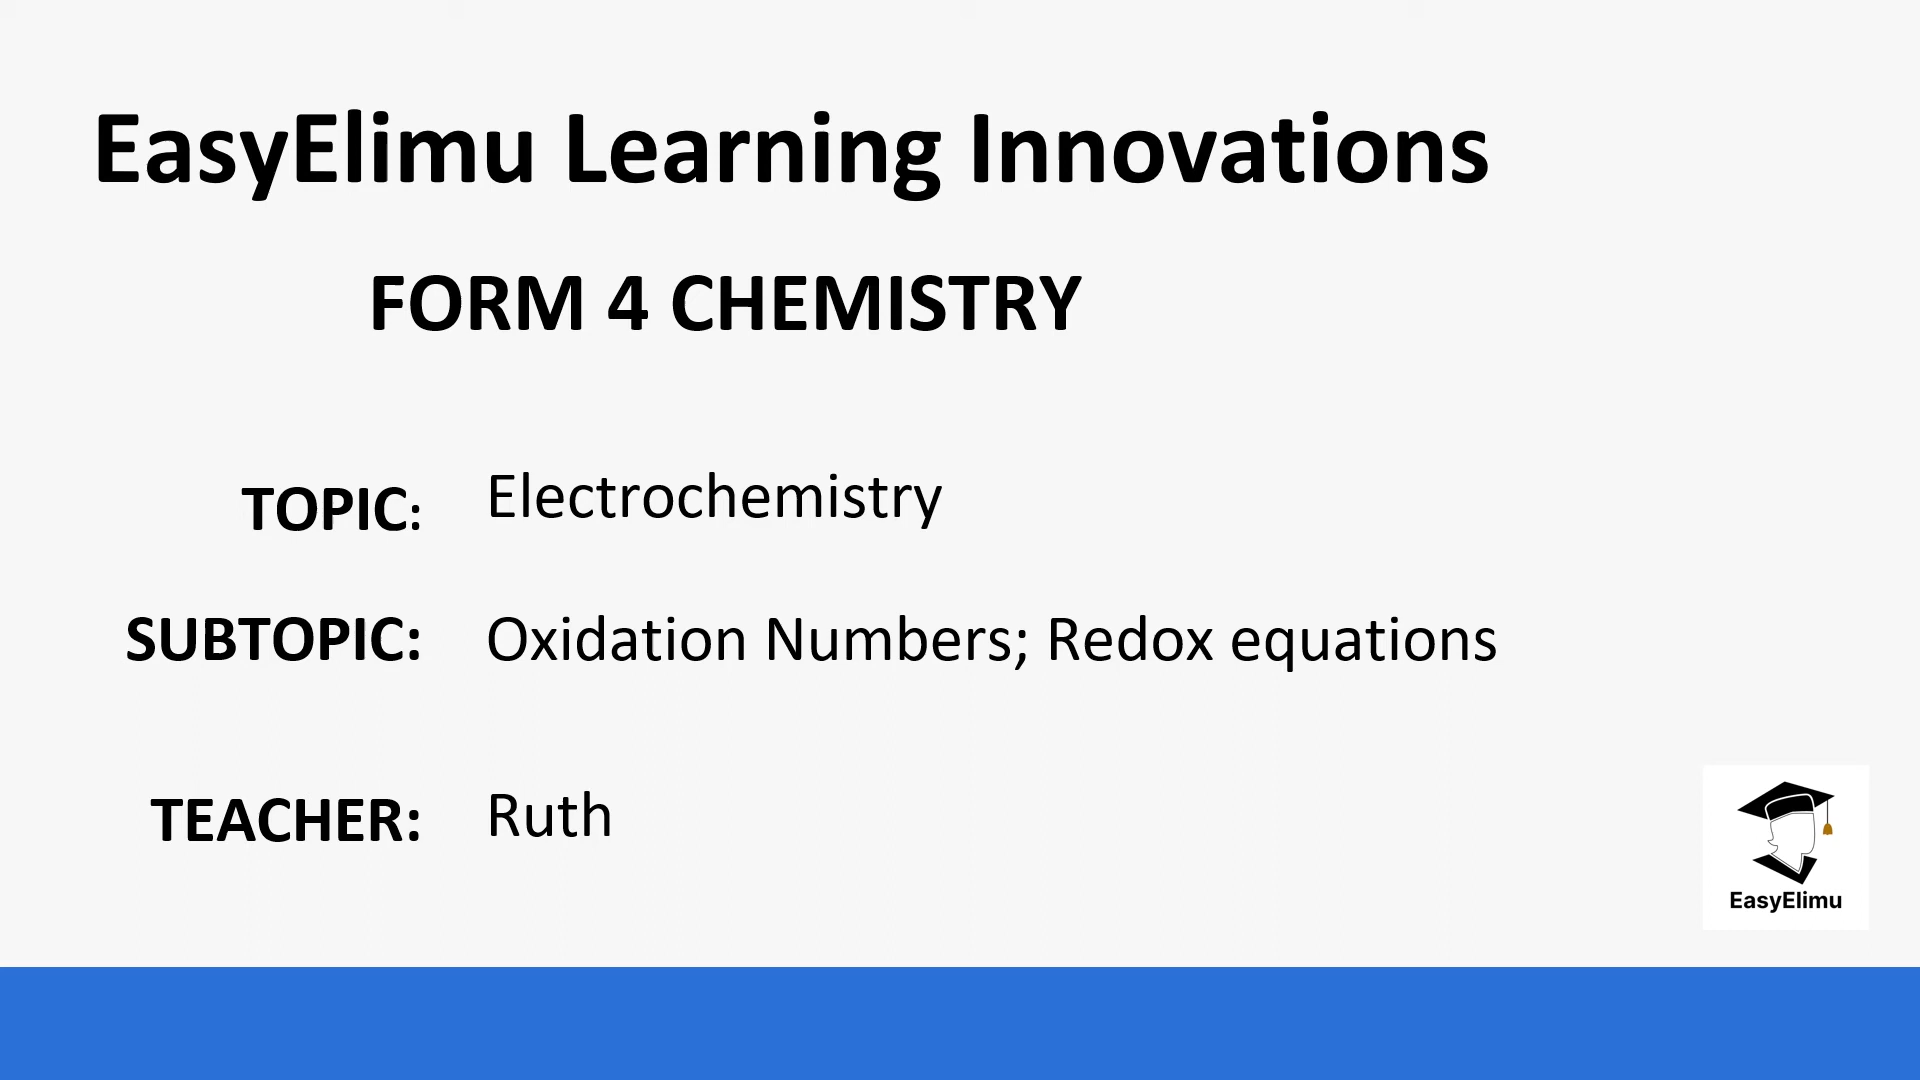 EasyElimu Learning Innovations
FORM 4 CHEMISTRY
TOPIC: Electrochemistry
SUBTOPIC: Oxidation Numbers; Redox equations
TEACHER: Ruth
EasyElimu